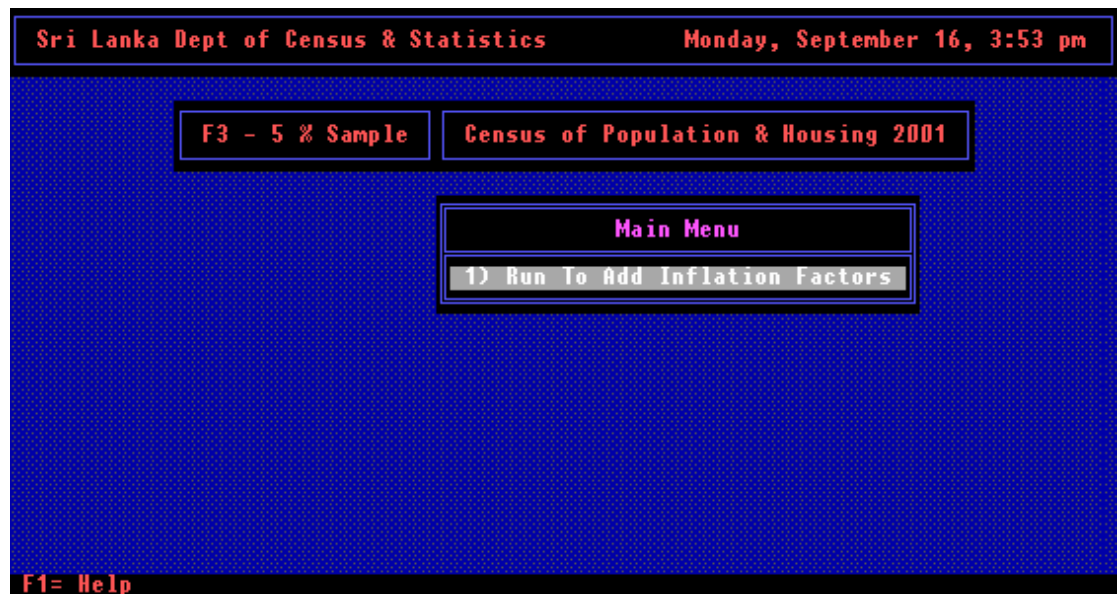 Sri Lanka Dept of Census & Statistics Monday, September 16, 3:53 pm
F3 - 5 % Sample Census of Population & Housing 2001
Main Menu
1) Run To Add Inflation Factors
F1= Help